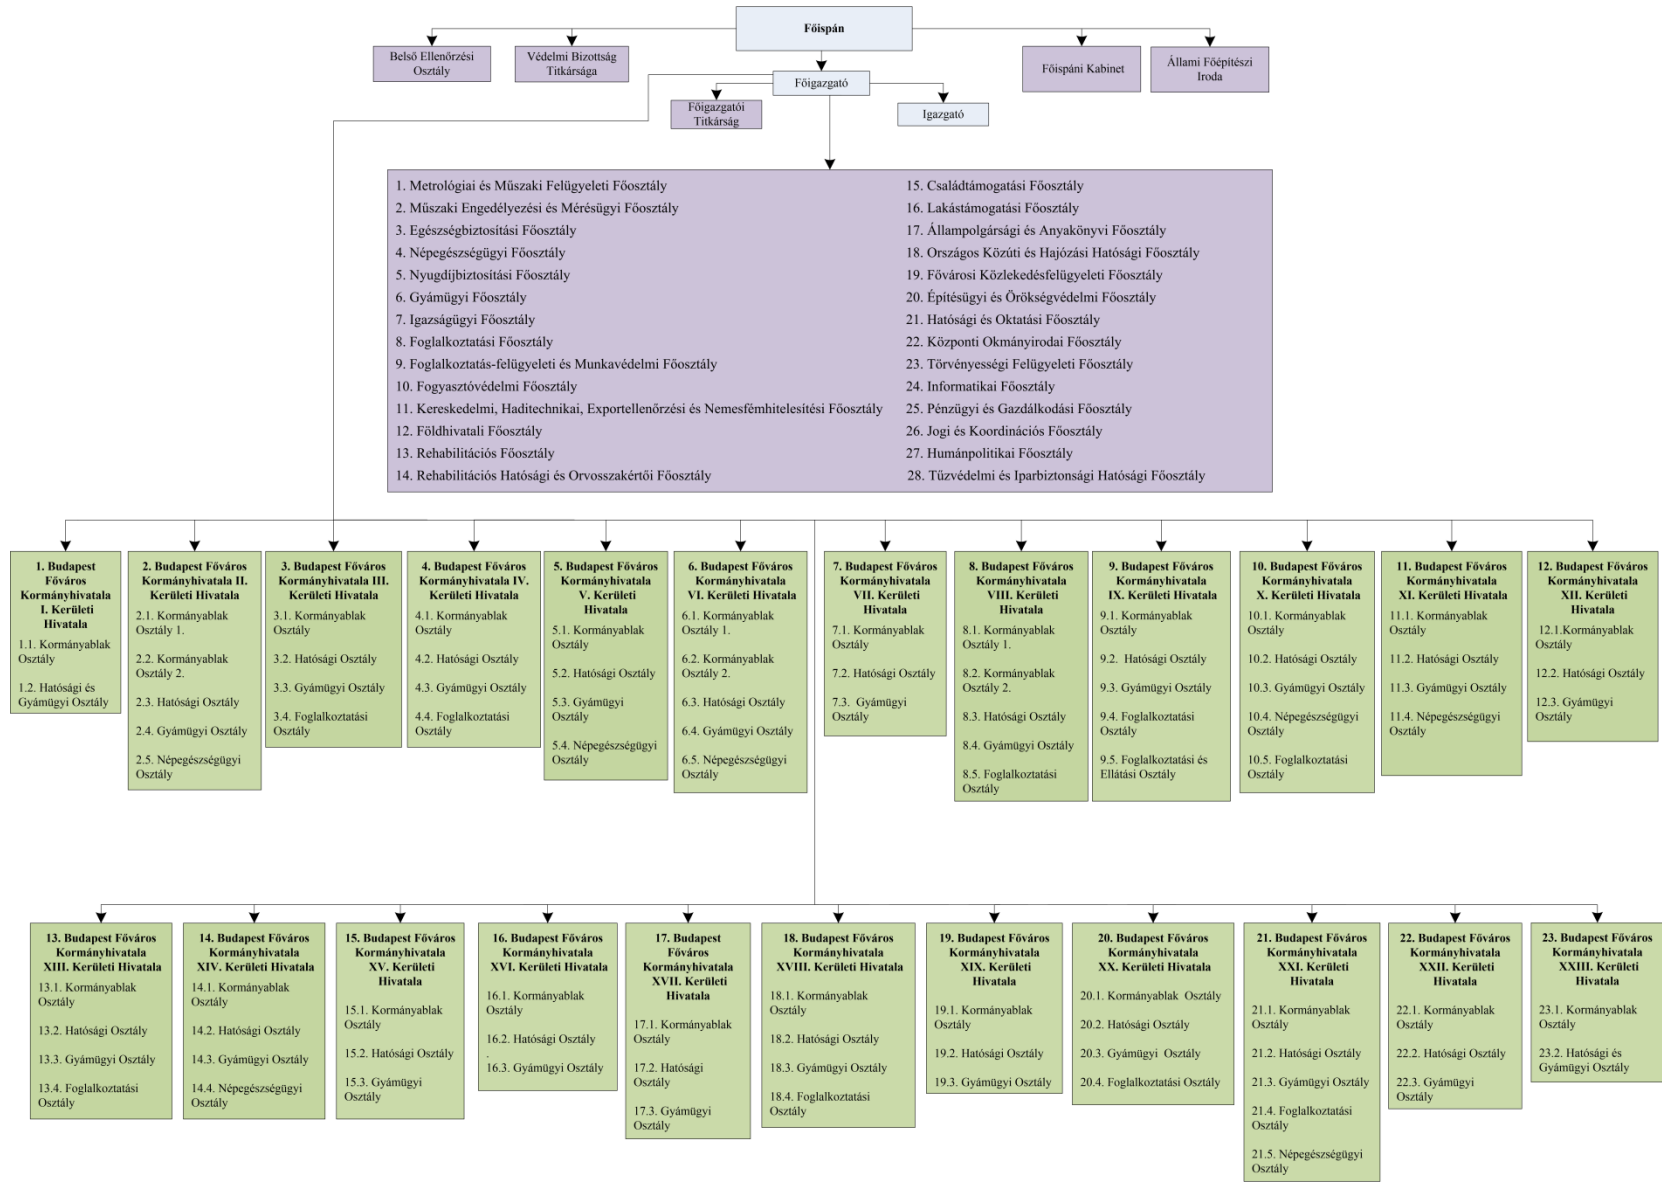 Főispán
Belső Ellenőrzési
Osztály
Védelmi Bizottság
Titkársága
Főispáni Kabinet
Állami Főépítészi
Iroda
Főigazgató
Főigazgatói
Titkárság
Igazgató
1. Metrológiai és Műszaki Felügyeleti Főosztály
2. Műszaki Engedélyezési és Mérésügyi Főosztály
3. Egészségbiztosítási Főosztály
4. Népegészségügyi Főosztály
5. Nyugdíjbiztosítási Főosztály
6. Gyámügyi Főosztály
7. Igazságügyi Főosztály
8. Foglalkoztatási Főosztály
9. Foglalkoztatás-felügyeleti és Munkavédelmi Főosztály
10. Fogyasztóvédelmi Főosztály
11. Kereskedelmi, Haditechnikai, Exportellenőrzési és Nemesfémhitelesítési Főosztály
12. Földhivatali Főosztály
13. Rehabilitációs Főosztály
14. Rehabilitációs Hatósági és Orvosszakértői Főosztály
15. Családtámogatási Főosztály
16. Lakástámogatási Főosztály
17. Állampolgársági és Anyakönyvi Főosztály
18. Országos Közúti és Hajózási Hatósági Főosztály
19. Fővárosi Közlekedésfelügyeleti Főosztály
20. Építésügyi és Örökségvédelmi Főosztály
21. Hatósági és Oktatási Főosztály
22. Központi Okmányirodai Főosztály
23. Törvényességi Felügyeleti Főosztály
24. Informatikai Főosztály
25. Pénzügyi és Gazdálkodási Főosztály
26. Jogi és Koordinációs Főosztály
27. Humánpolitikai Főosztály
28. Tűzvédelmi és Iparbiztonsági Hatósági Főosztály
1. Budapest
Főváros
Kormányhivatala
I. Kerületi
Hivatala
1.1. Kormányablak
Osztály
1.2. Hatósági és
Gyámügyi Osztály
2. Budapest Főváros
Kormányhivatala II.
Kerületi Hivatala
2.1. Kormányablak
Osztály 1.
2.2. Kormányablak
Osztály 2.
2.3. Hatósági Osztály
2.4. Gyámügyi Osztály
2.5. Népegészségügyi
Osztály
3. Budapest Főváros
Kormányhivatala III.
Kerületi Hivatala
3.1. Kormányablak
Osztály
3.2. Hatósági Osztály
3.3. Gyámügyi Osztály
3.4. Foglalkoztatási
Osztály
4. Budapest Főváros
Kormányhivatala IV.
Kerületi Hivatala
4.1. Kormányablak
Osztály
4.2. Hatósági Osztály
4.3. Gyámügyi Osztály
4.4. Foglalkoztatási
Osztály
5. Budapest Főváros
Kormányhivatala
V. Kerületi
Hivatala
5.1. Kormányablak
Osztály
5.2. Hatósági Osztály
5.3. Gyámügyi
Osztály
5.4. Népegészségügyi
Osztály
6. Budapest Főváros
Kormányhivatala
VI. Kerületi Hivatala
6.1. Kormányablak
Osztály 1.
6.2. Kormányablak
Osztály 2.
6.3. Hatósági Osztály
6.4. Gyámügyi Osztály
6.5. Népegészségügyi
Osztály
7. Budapest Főváros
Kormányhivatala
VII. Kerületi
Hivatala
7.1. Kormányablak
Osztály
7.2. Hatósági Osztály
7.3. Gyámügyi
Osztály
8. Budapest Főváros
Kormányhivatala
VIII. Kerületi
Hivatala
8.1. Kormányablak
Osztály 1.
8.2. Kormányablak
Osztály 2.
8.3. Hatósági Osztály
8.4. Gyámügyi Osztály
8.5. Foglalkoztatási
Osztály
9. Budapest Főváros
Kormányhivatala
IX. Kerületi Hivatala
9.1. Kormányablak
Osztály
9.2. Hatósági Osztály
9.3. Gyámügyi Osztály
9.4. Foglalkoztatási
Osztály
9.5. Foglalkoztatási és
Ellátási Osztály
10. Budapest Főváros
Kormányhivatala
X. Kerületi Hivatala
10.1. Kormányablak
Osztály
10.2. Hatósági Osztály
10.3. Gyámügyi Osztály
10.4. Népegészségügyi
Osztály
10.5. Foglalkoztatási
Osztály
11. Budapest Főváros
Kormányhivatala
XI. Kerületi Hivatala
11.1. Kormányablak
Osztály
11.2. Hatósági Osztály
11.3. Gyámügyi Osztály
11.4. Népegészségügyi
Osztály
12. Budapest Főváros
Kormányhivatala
XII. Kerületi
Hivatala
12.1.Kormányablak
Osztály
12.2. Hatósági Osztály
12.3. Gyámügyi
Osztály
13. Budapest Főváros
Kormányhivatala
XIII. Kerületi Hivatala
13.1. Kormányablak
Osztály
13.2. Hatósági Osztály
13.3. Gyámügyi Osztály
13.4. Foglalkoztatási
Osztály
14. Budapest Főváros
Kormányhivatala
XIV. Kerületi Hivatala
14.1. Kormányablak
Osztály
14.2. Hatósági Osztály
14.3. Gyámügyi Osztály
14.4. Népegészségügyi
Osztály
15. Budapest Főváros
Kormányhivatala
XV. Kerületi
Hivatala
15.1. Kormányablak
Osztály
15.2. Hatósági Osztály
15.3. Gyámügyi
Osztály
16. Budapest Főváros
Kormányhivatala
XVI. Kerületi Hivatala
16.1. Kormányablak
Osztály
16.2. Hatósági Osztály
.
16.3. Gyámügyi Osztály
17. Budapest
Főváros
Kormányhivatala
XVII. Kerületi
Hivatala
17.1. Kormányablak
Osztály
17.2. Hatósági
Osztály
17.3. Gyámügyi
Osztály
18. Budapest Főváros
Kormányhivatala
XVIII. Kerületi Hivatala
18.1. Kormányablak
Osztály
18.2. Hatósági Osztály
18.3. Gyámügyi Osztály
18.4. Foglalkoztatási
Osztály
19. Budapest Főváros
Kormányhivatala
XIX. Kerületi
Hivatala
19.1. Kormányablak
Osztály
19.2. Hatósági Osztály
19.3. Gyámügyi Osztály
20. Budapest Főváros
Kormányhivatala
XX. Kerületi
Hivatala
20.1. Kormányablak Osztály
20.2. Hatósági Osztály
20.3. Gyámügyi Osztály
20.4. Foglalkoztatási Osztály
21. Budapest Főváros
Kormányhivatala
XXI. Kerületi
Hivatala
21.1. Kormányablak
Osztály
21.2. Hatósági Osztály
21.3. Gyámügyi Osztály
21.4. Foglalkoztatási
Osztály
21.5. Népegészségügyi
Osztály
22. Budapest Főváros
Kormányhivatala
XXII. Kerületi
Hivatala
22.1. Kormányablak
Osztály
22.2. Hatósági Osztály
22.3. Gyámügyi
Osztály
23. Budapest Főváros
Kormányhivatala
XXIII. Kerületi
Hivatala
23.1. Kormányablak
Osztály
23.2. Hatósági és
Gyámügyi Osztály